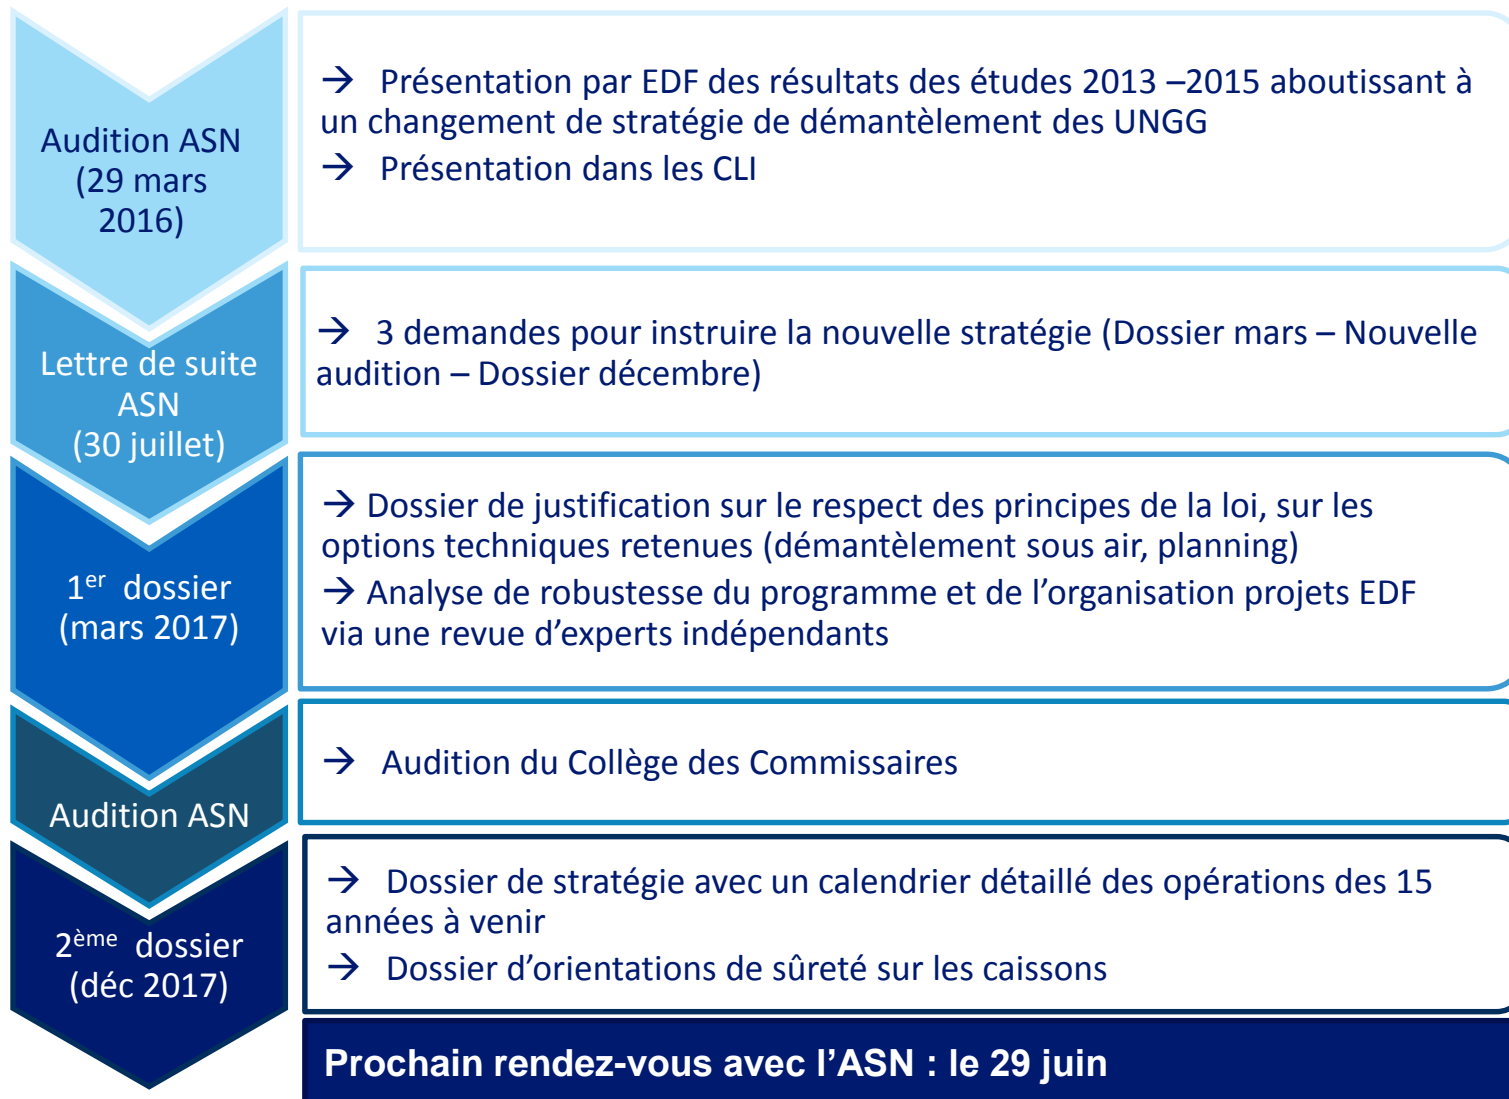 Audition ASN
(29 mars
2016)
→ Présentation par EDF des résultats des études 2013 –2015 aboutissant à
un changement de stratégie de démantèlement des UNGG
→ Présentation dans les CLI
Lettre de suite
ASN
(30 juillet)
→ 3 demandes pour instruire la nouvelle stratégie (Dossier mars – Nouvelle
audition – Dossier décembre)
1er dossier
(mars 2017)
→ Dossier de justification sur le respect des principes de la loi, sur les
options techniques retenues (démantèlement sous air, planning)
→ Analyse de robustesse du programme et de l’organisation projets EDF
via une revue d’experts indépendants
Audition ASN
→ Audition du Collège des Commissaires
2ème dossier
(déc 2017)
→ Dossier de stratégie avec un calendrier détaillé des opérations des 15
années à venir
→ Dossier d’orientations de sûreté sur les caissons
Prochain rendez-vous avec l’ASN : le 29 juin